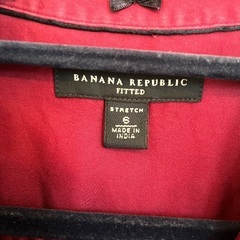 BANANA REPUBLIC
FITTED
STRETCH
6
MADE IN
INDIA